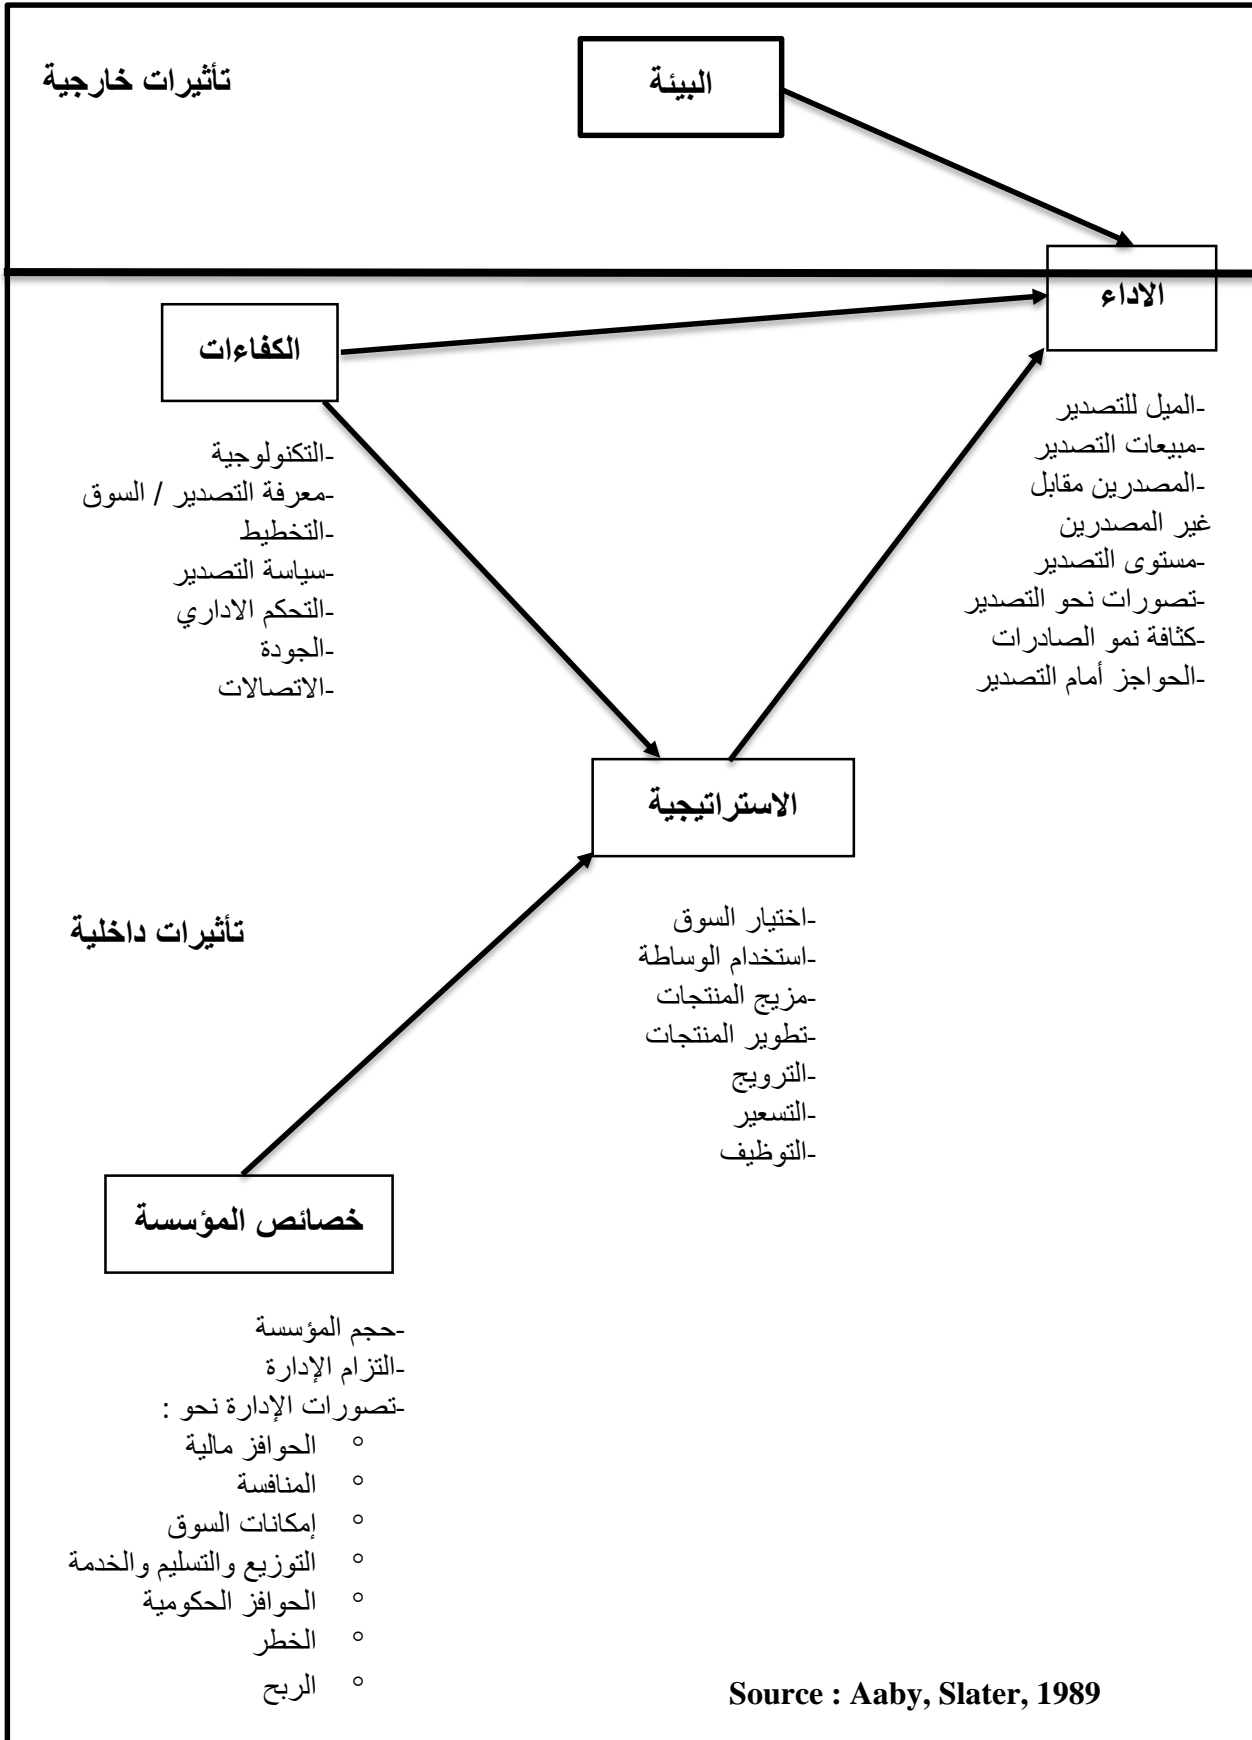 تأثيرات خارجية
البيئة
الاداء
-الميل للتصدير
-مبيعات التصدير
-المصدرين مقابل
غير المصدرين
-مستوى التصدير
-تصورات نحو التصدير
-كثافة نمو الصادرات
-الحواجز أمام التصدير
الكفاءات
-التكنولوجية
-معرفة التصدير / السوق
-التخطيط
-سياسة التصدير
-التحكم الاداري
-الجودة
-الاتصالات
الاستراتيجية
-اختيار السوق
-استخدام الوساطة
-مزيج المنتجات
-تطوير المنتجات
-الترويج
-التسعير
-التوظيف
تأثيرات داخلية
خصائص المؤسسة
-حجم المؤسسة
-التزام الإدارة
-تصورات الإدارة نحو :
° الحوافز مالية
° المنافسة
° إمكانات السوق
° التوزيع والتسليم والخدمة
° الحوافز الحكومية
° الخطر
° الربح
Source : Aaby, Slater, 1989